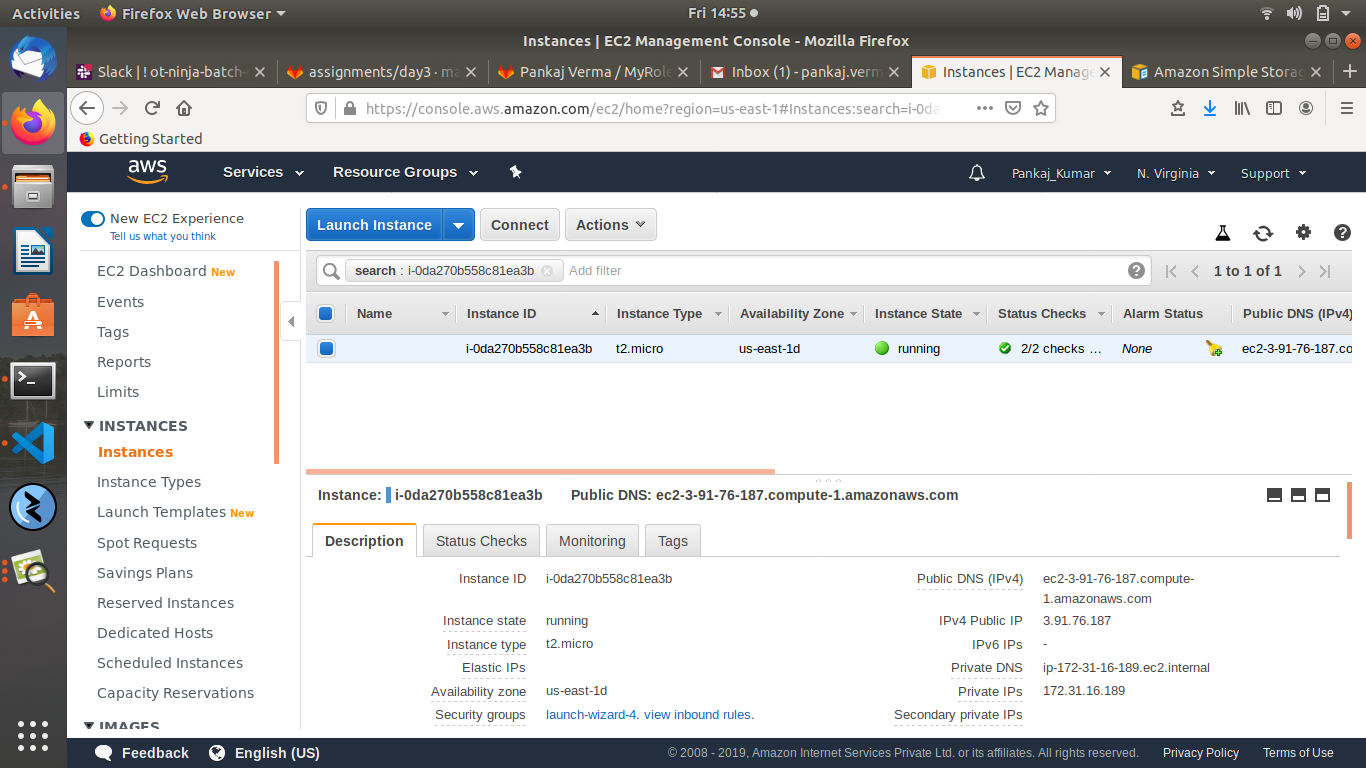 Activities Firefox Web Browser Fri 14:55
Instances | EC2 Management Console - Mozilla Firefox
Slack | ! ot-ninja-batch- assignments/day3 · ma Pankaj Verma / MyRole Inbox (1) - pankaj.verm Instances | EC2 Manage Amazon Simple Storag
https://console.aws.amazon.com/ec2/home?region=us-east-1#Instances:search=i-0da
Getting Started
aws Services Resource Groups Pankaj_Kumar N. Virginia Support
New EC2 Experience
Tell us what you think
Launch Instance Connect Actions
EC2 Dashboard New
Events
Tags
Reports
Limits
INSTANCES
Instances
Instance Types
Launch Templates New
Spot Requests
Savings Plans
Reserved Instances
Dedicated Hosts
Scheduled Instances
Capacity Reservations
IMAGES
search : i-0da270b558c81ea3b Add filter 1 to 1 of 1
Name Instance ID Instance Type Availability Zone Instance State Status Checks Alarm Status Public DNS (IPv4)
i-0da270b558c81ea3b t2.micro us-east-1d running 2/2 checks … None ec2-3-91-76-187.co
Instance: i-0da270b558c81ea3b Public DNS: ec2-3-91-76-187.compute-1.amazonaws.com
Description Status Checks Monitoring Tags
Instance ID i-0da270b558c81ea3b Public DNS (IPv4) ec2-3-91-76-187.compute-
1.amazonaws.com
Instance state running IPv4 Public IP 3.91.76.187
Instance type t2.micro IPv6 IPs -
Elastic IPs Private DNS ip-172-31-16-189.ec2.internal
Availability zone us-east-1d Private IPs 172.31.16.189
Security groups launch-wizard-4. view inbound rules. Secondary private IPs
Feedback English (US) © 2008 - 2019, Amazon Internet Services Private Ltd. or its affiliates. All rights reserved. Privacy Policy Terms of Use